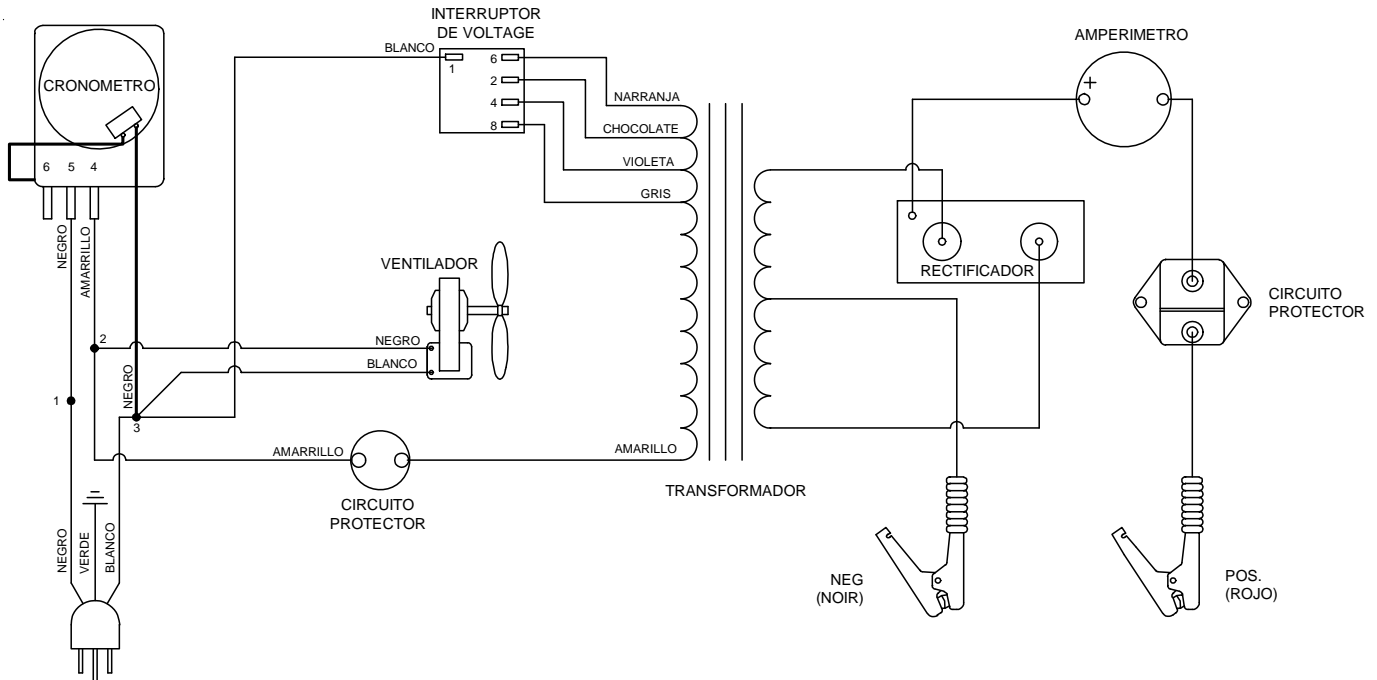 INTERRUPTOR
DE VOLTAGE
BLANCO
1
6
2
4
8
CRONOMETRO
6 5 4
NEGRO
AMARRILLO
NARRANJA
CHOCOLATE
VIOLETA
GRIS
AMPERIMETRO
+
RECTIFICADOR
CIRCUITO
PROTECTOR
VENTILADOR
NEGRO
BLANCO
2
1
NEGRO
3
AMARRILLO
CIRCUITO
PROTECTOR
AMARILLO
TRANSFORMADOR
NEGRO
VERDE
BLANCO
NEG
(NOIR)
POS.
(ROJO)